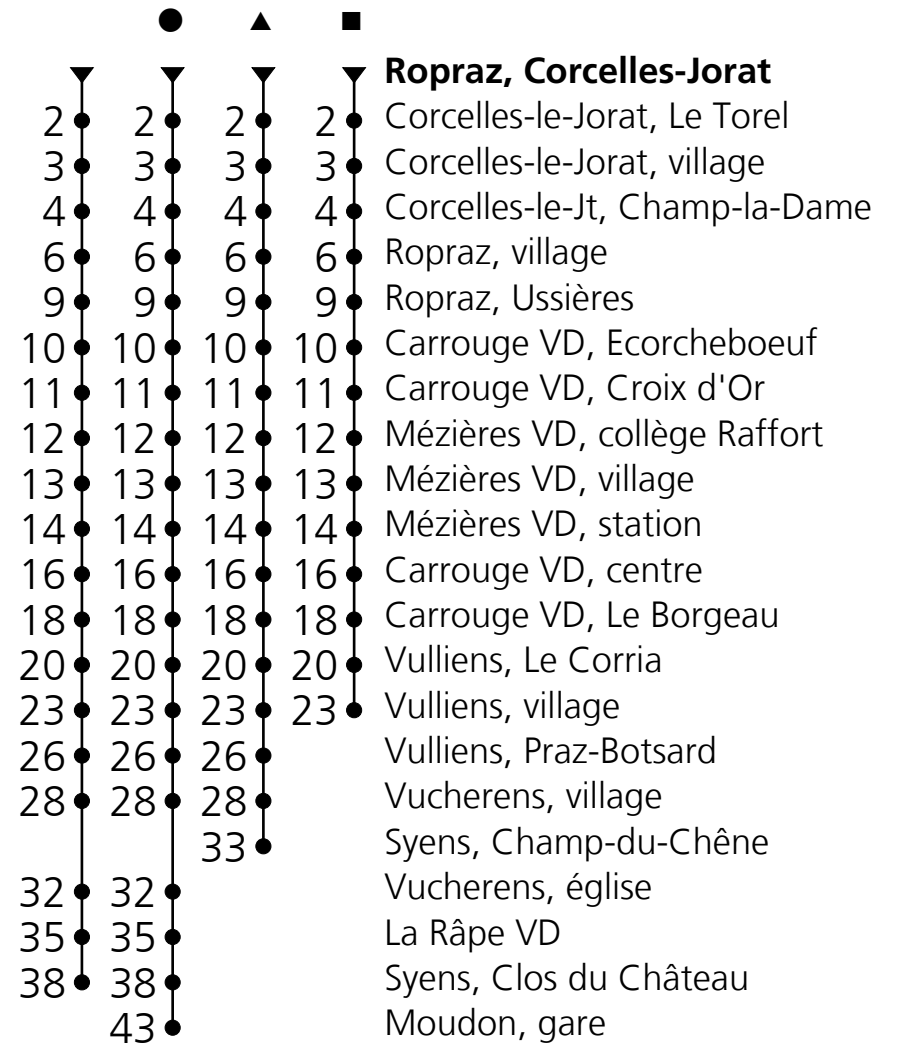 Ropraz, Corcelles-Jorat
2 2 2 2 Corcelles-le-Jorat, Le Torel
3 3 3 3 Corcelles-le-Jorat, village
4 4 4 4 Corcelles-le-Jt, Champ-la-Dame
6 6 6 6 Ropraz, village
9 9 9 9 Ropraz, Ussières
10 10 10 10 Carrouge VD, Ecorcheboeuf
11 11 11 11 Carrouge VD, Croix d'Or
12 12 12 12 Mézières VD, collège Raffort
13 13 13 13 Mézières VD, village
14 14 14 14 Mézières VD, station
16 16 16 16 Carrouge VD, centre
18 18 18 18 Carrouge VD, Le Borgeau
20 20 20 20 Vulliens, Le Corria
23 23 23 23 Vulliens, village
26 26 26 Vulliens, Praz-Botsard
28 28 28 Vucherens, village
33 Syens, Champ-du-Chêne
32 32 Vucherens, église
35 35 La Râpe VD
38 38 Syens, Clos du Château
43 Moudon, gare